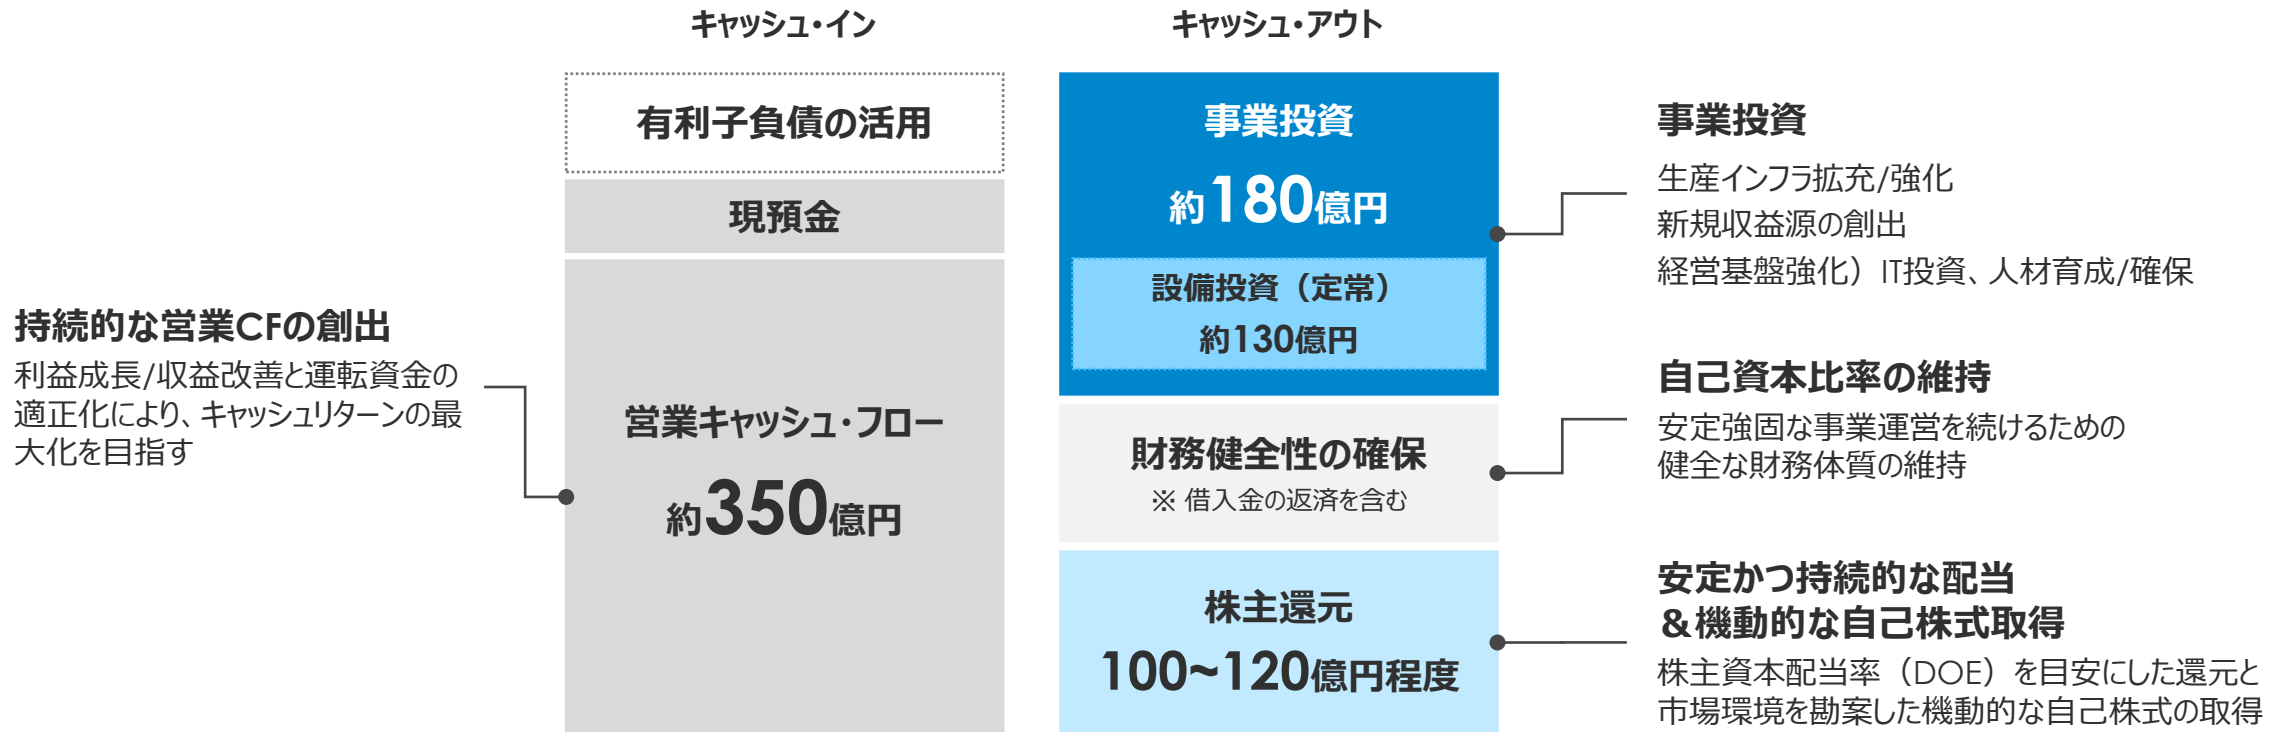 キャッシュ・イン
キャッシュ・アウト
有利子負債の活用
現預金
営業キャッシュ・フロー
約350億円
持続的な営業CFの創出
利益成長/収益改善と運転資金の
適正化により、キャッシュリターンの最
大化を目指す
事業投資
約180億円
設備投資（定常）
約130億円
財務健全性の確保
※ 借入金の返済を含む
株主還元
100~120億円程度
事業投資
生産インフラ拡充/強化
新規収益源の創出
経営基盤強化）IT投資、人材育成/確保
自己資本比率の維持
安定強固な事業運営を続けるための
健全な財務体質の維持
安定かつ持続的な配当
＆機動的な自己株式取得
株主資本配当率（DOE）を目安にした還元と
市場環境を勘案した機動的な自己株式の取得